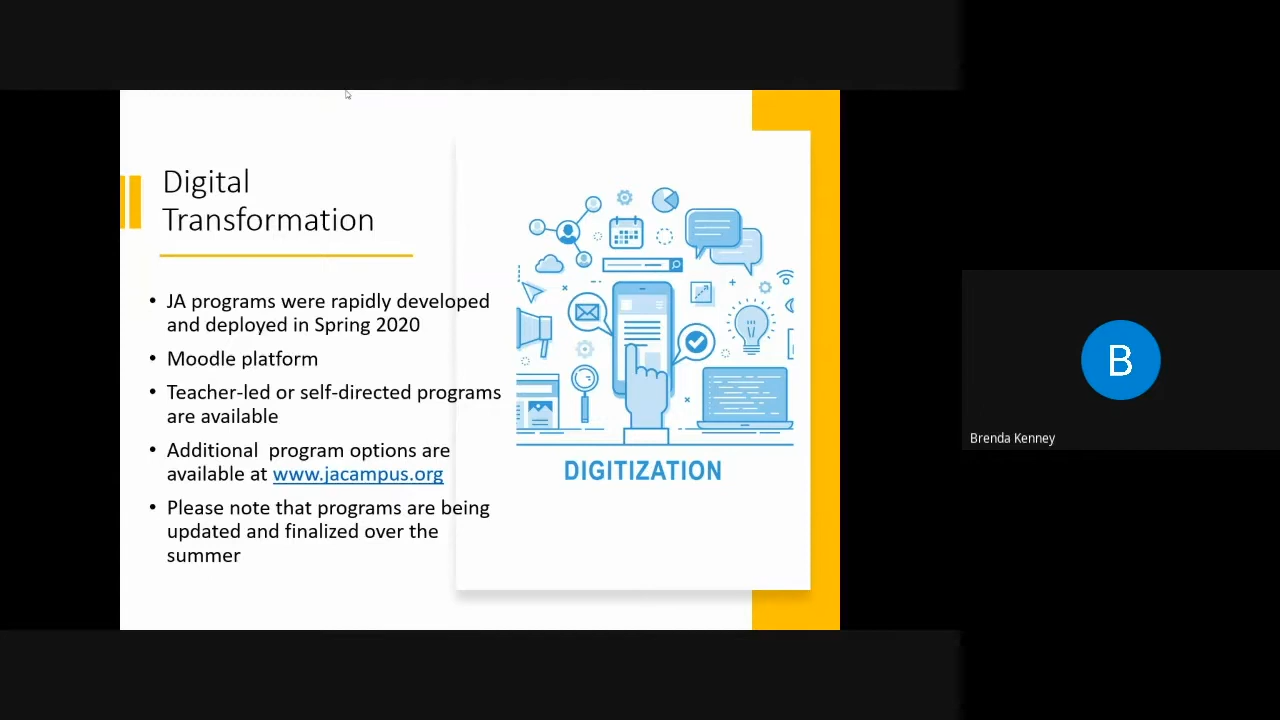 Digital
Transformation
• JA programs were rapidly developed
and deployed in Spring 2020
• Moodle platform
• Teacher-led or self-directed programs
are available
• Additional  program options are
available at www.jacampus.org
• Please note that programs are being
updated and finalized over the
summer
DIGITIZATION
B
Brenda Kenney